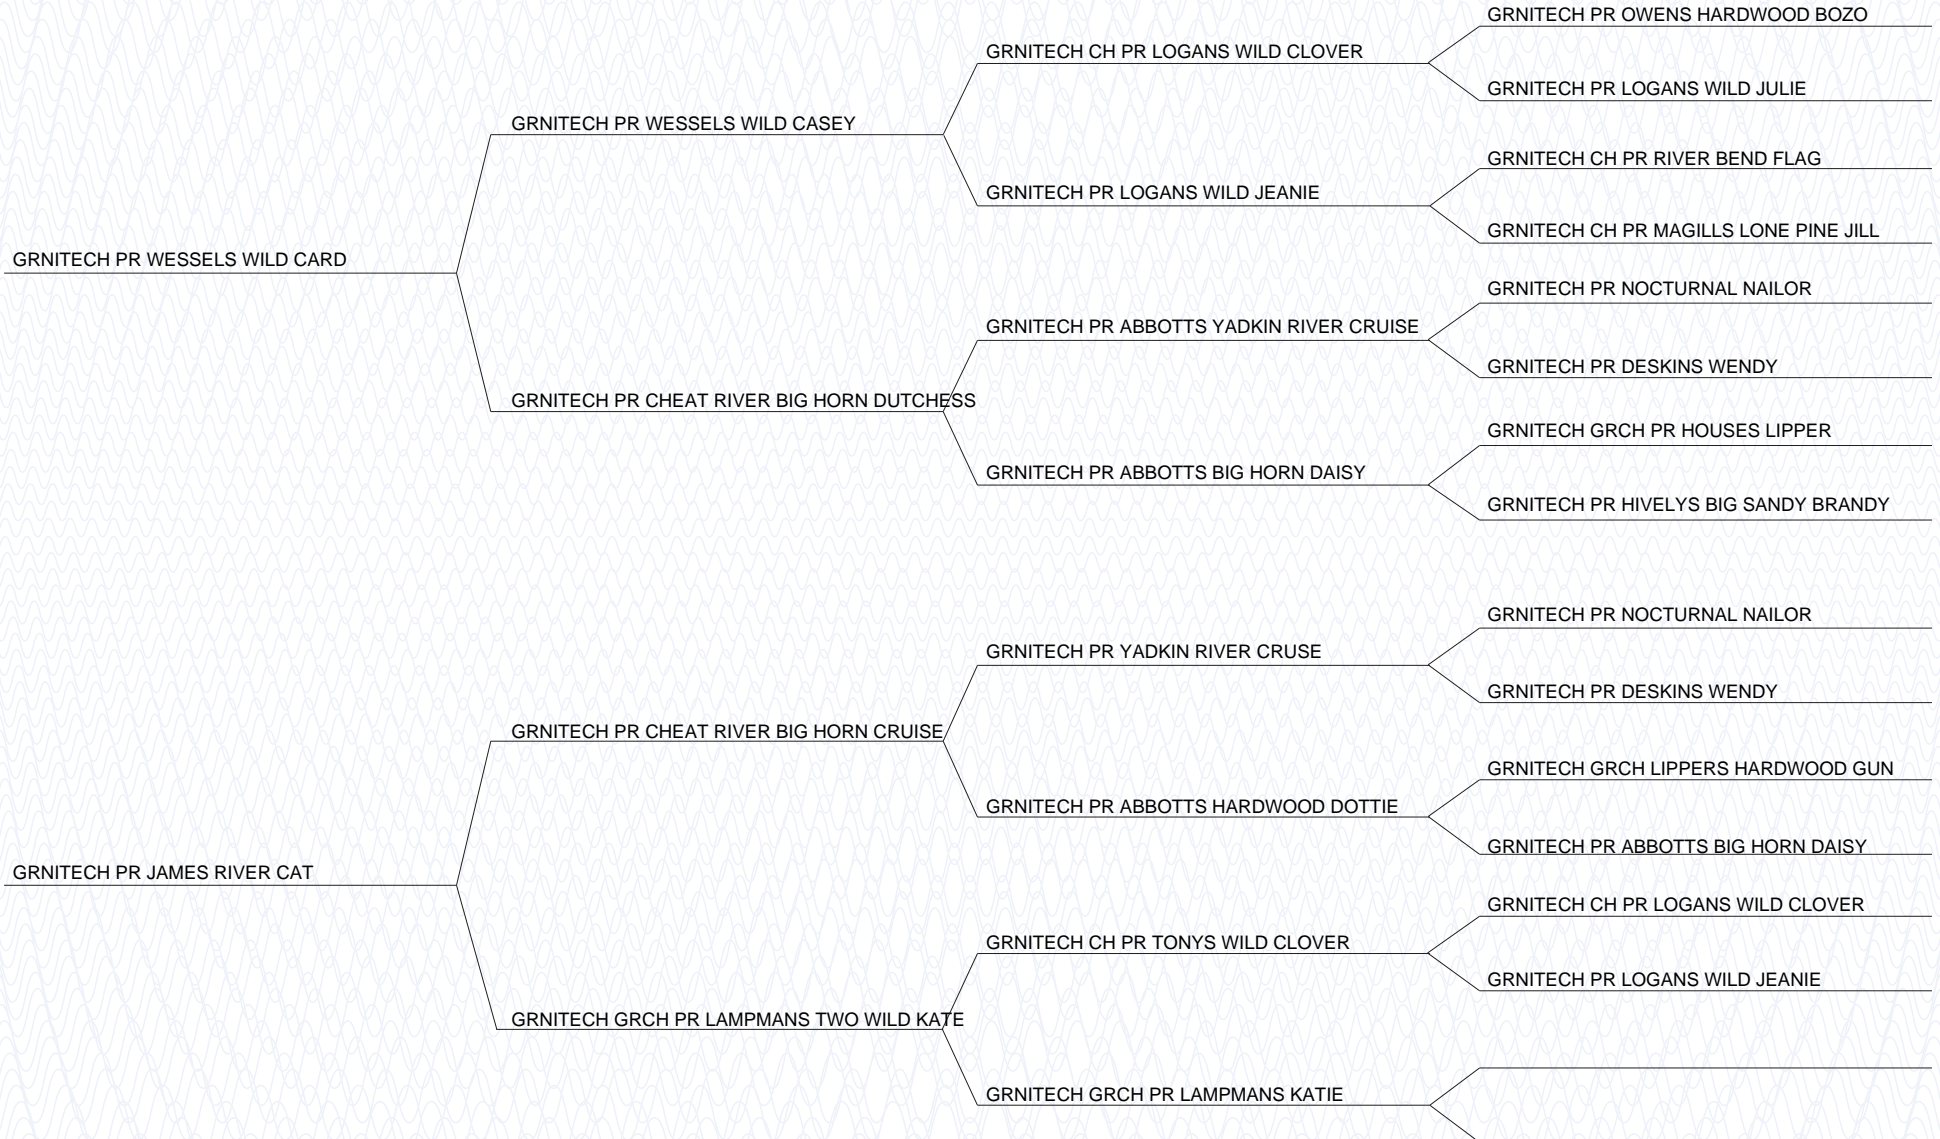 GRNITECH PR OWENS HARDWOOD BOZO
GRNITECH CH PR LOGANS WILD CLOVER
GRNITECH PR LOGANS WILD JULIE
GRNITECH PR WESSELS WILD CASEY
GRNITECH CH PR RIVER BEND FLAG
GRNITECH PR LOGANS WILD JEANIE
GRNITECH CH PR MAGILLS LONE PINE JILL
GRNITECH PR WESSELS WILD CARD
GRNITECH PR NOCTURNAL NAILOR
GRNITECH PR ABBOTTS YADKIN RIVER CRUISE
GRNITECH PR DESKINS WENDY
GRNITECH PR CHEAT RIVER BIG HORN DUTCHESS
GRNITECH GRCH PR HOUSES LIPPER
GRNITECH PR ABBOTTS BIG HORN DAISY
GRNITECH PR HIVELYS BIG SANDY BRANDY
GRNITECH PR NOCTURNAL NAILOR
GRNITECH PR YADKIN RIVER CRUSE
GRNITECH PR DESKINS WENDY
GRNITECH PR CHEAT RIVER BIG HORN CRUISE
GRNITECH GRCH LIPPERS HARDWOOD GUN
GRNITECH PR ABBOTTS HARDWOOD DOTTIE
GRNITECH PR ABBOTTS BIG HORN DAISY
GRNITECH PR JAMES RIVER CAT
GRNITECH CH PR LOGANS WILD CLOVER
GRNITECH CH PR TONYS WILD CLOVER
GRNITECH PR LOGANS WILD JEANIE
GRNITECH GRCH PR LAMPMANS TWO WILD KATE
GRNITECH GRCH PR LAMPMANS KATIE